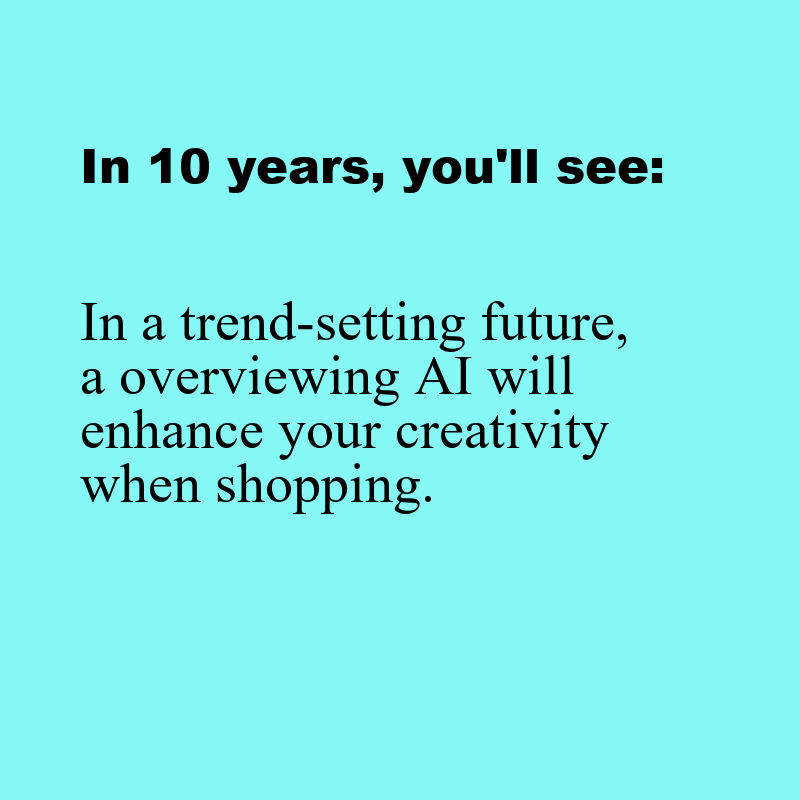 In 10 years, you'll see:
In a trend-setting future,
a overviewing AI will
enhance your creativity
when shopping.